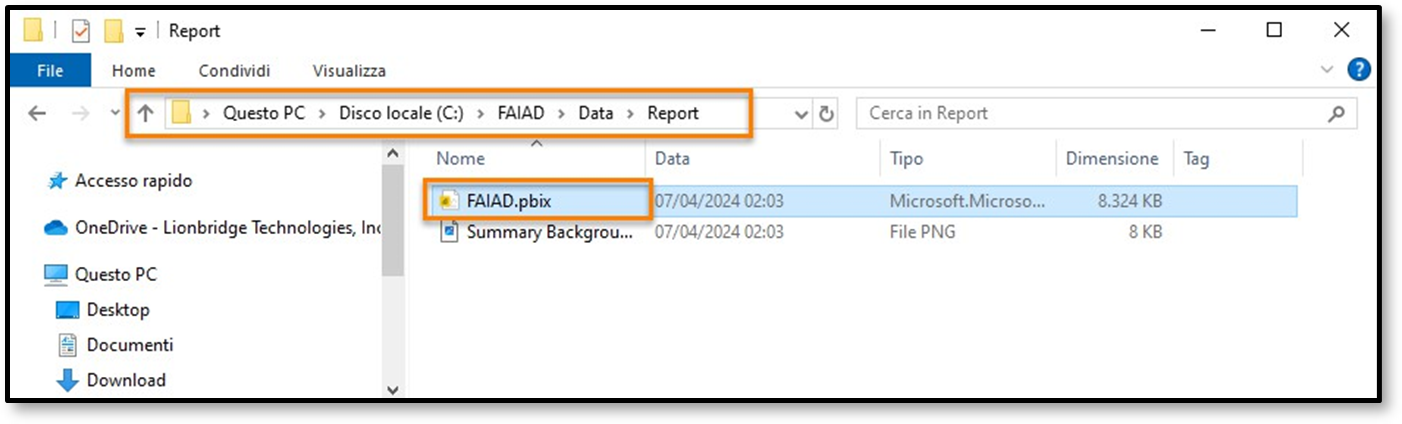 Report
File Home Condividi Visualizza
Questo PC > Disco locale (C:) > FAIAD > Data > Report
Cerca in Report
Nome Data Tipo Dimensione Tag
FAIAD.pbix 07/04/2024 02:03 Microsoft.Microso... 8.324 KB
Summary Backgrou... 07/04/2024 02:03 File PNG 8 KB
Accesso rapido
OneDrive - Lionbridge Technologies, Inc
Questo PC
Desktop
Documenti
Download